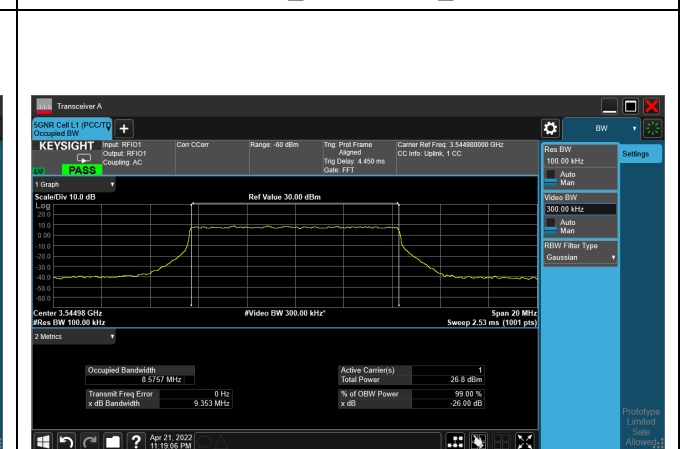 Transceiver A
5GNR Cell L1 (PCC/TD
Occupied BW
+
BW
KEYSIGHT
Input: RFIO1
Output: RFIO1
Coupling: AC
Corr CCorr
Range: -60 dBm
Trig: Prot Frame
Aligned
Trig Delay: 4.450 ms
Gate: FFT
Carrier Ref Freq: 3.544980000 GHz
CC Info: Uplink, 1 CC
PASS
Res BW
100.00 kHz
Auto
Man
Settings
Video BW
300.00 kHz
Auto
Man
RBW Filter Type
Gaussian
1 Graph
Scale/Div 10.0 dB
Ref Value 30.00 dBm
Log
20.0
10.0
0.00
-10.0
-20.0
-30.0
-40.0
-50.0
-60.0
Center 3.54498 GHz
#Video BW 300.00 kHz*
Span 20 MHz
#Res BW 100.00 kHz
Sweep 2.53 ms (1001 pts)
2 Metrics
Occupied Bandwidth
8.5757 MHz
Active Carrier(s) 1
Total Power 26.8 dBm
Transmit Freq Error 0 Hz
x dB Bandwidth 9.353 MHz
% of OBW Power 99.00 %
x dB -26.00 dB
Prototype
Limited
Sale
Allowed
?
Apr 21, 2022
11:19:06 PM